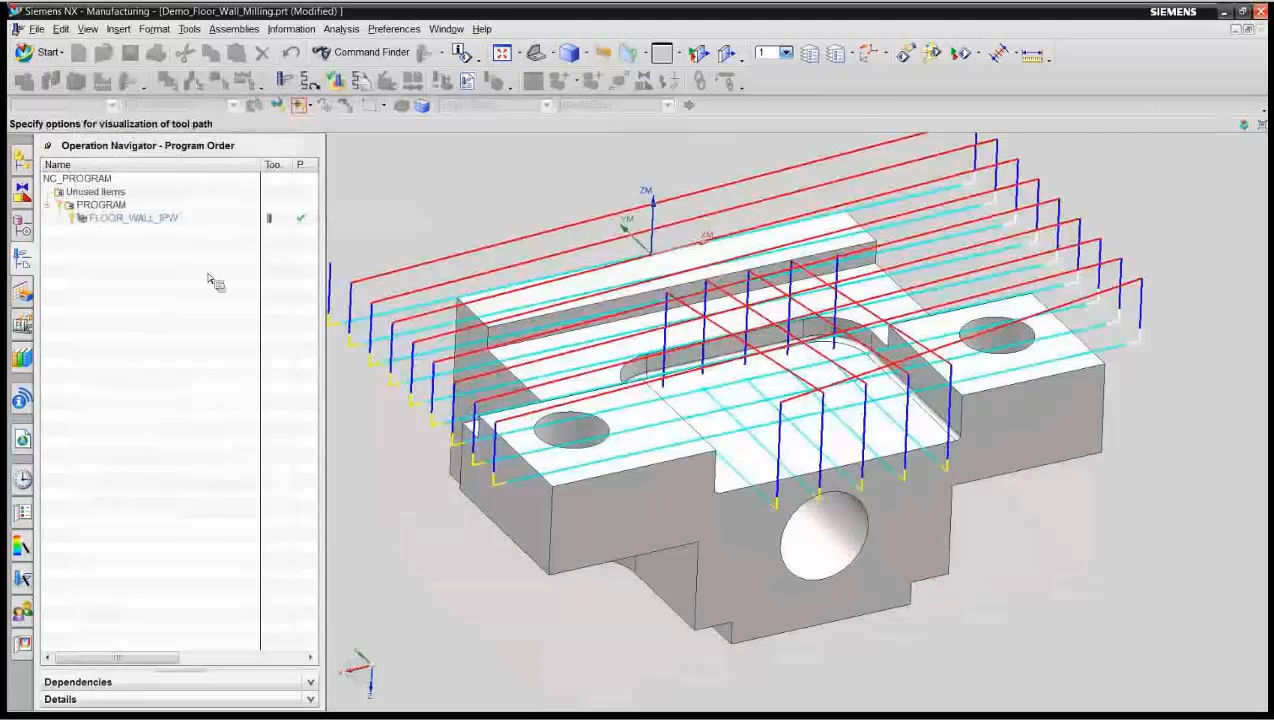 Siemens NX - Manufacturing - [Demo_Floor_Wall_Milling.prt (Modified) ]
SIEMENS
File Edit View Insert Format Tools Assemblies Information Analysis Preferences Window Help
Start
Command Finder
1
Specify options for visualization of tool path
Operation Navigator - Program Order
Name Too.. P..
NC_PROGRAM
Unused Items
PROGRAM
FLOOR_WALL_IPW
ZM
YM
XM
Dependencies
Details